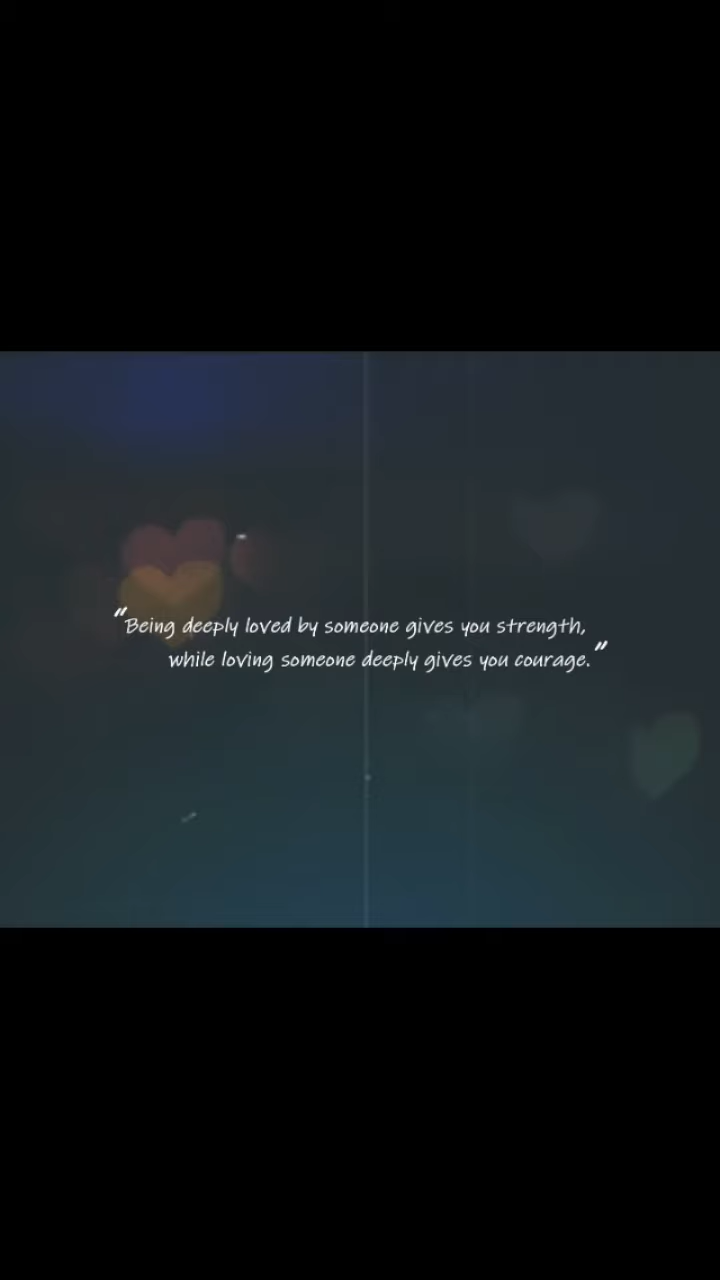 "Being deeply loved by someone gives you strength,
while loving someone deeply gives you courage."